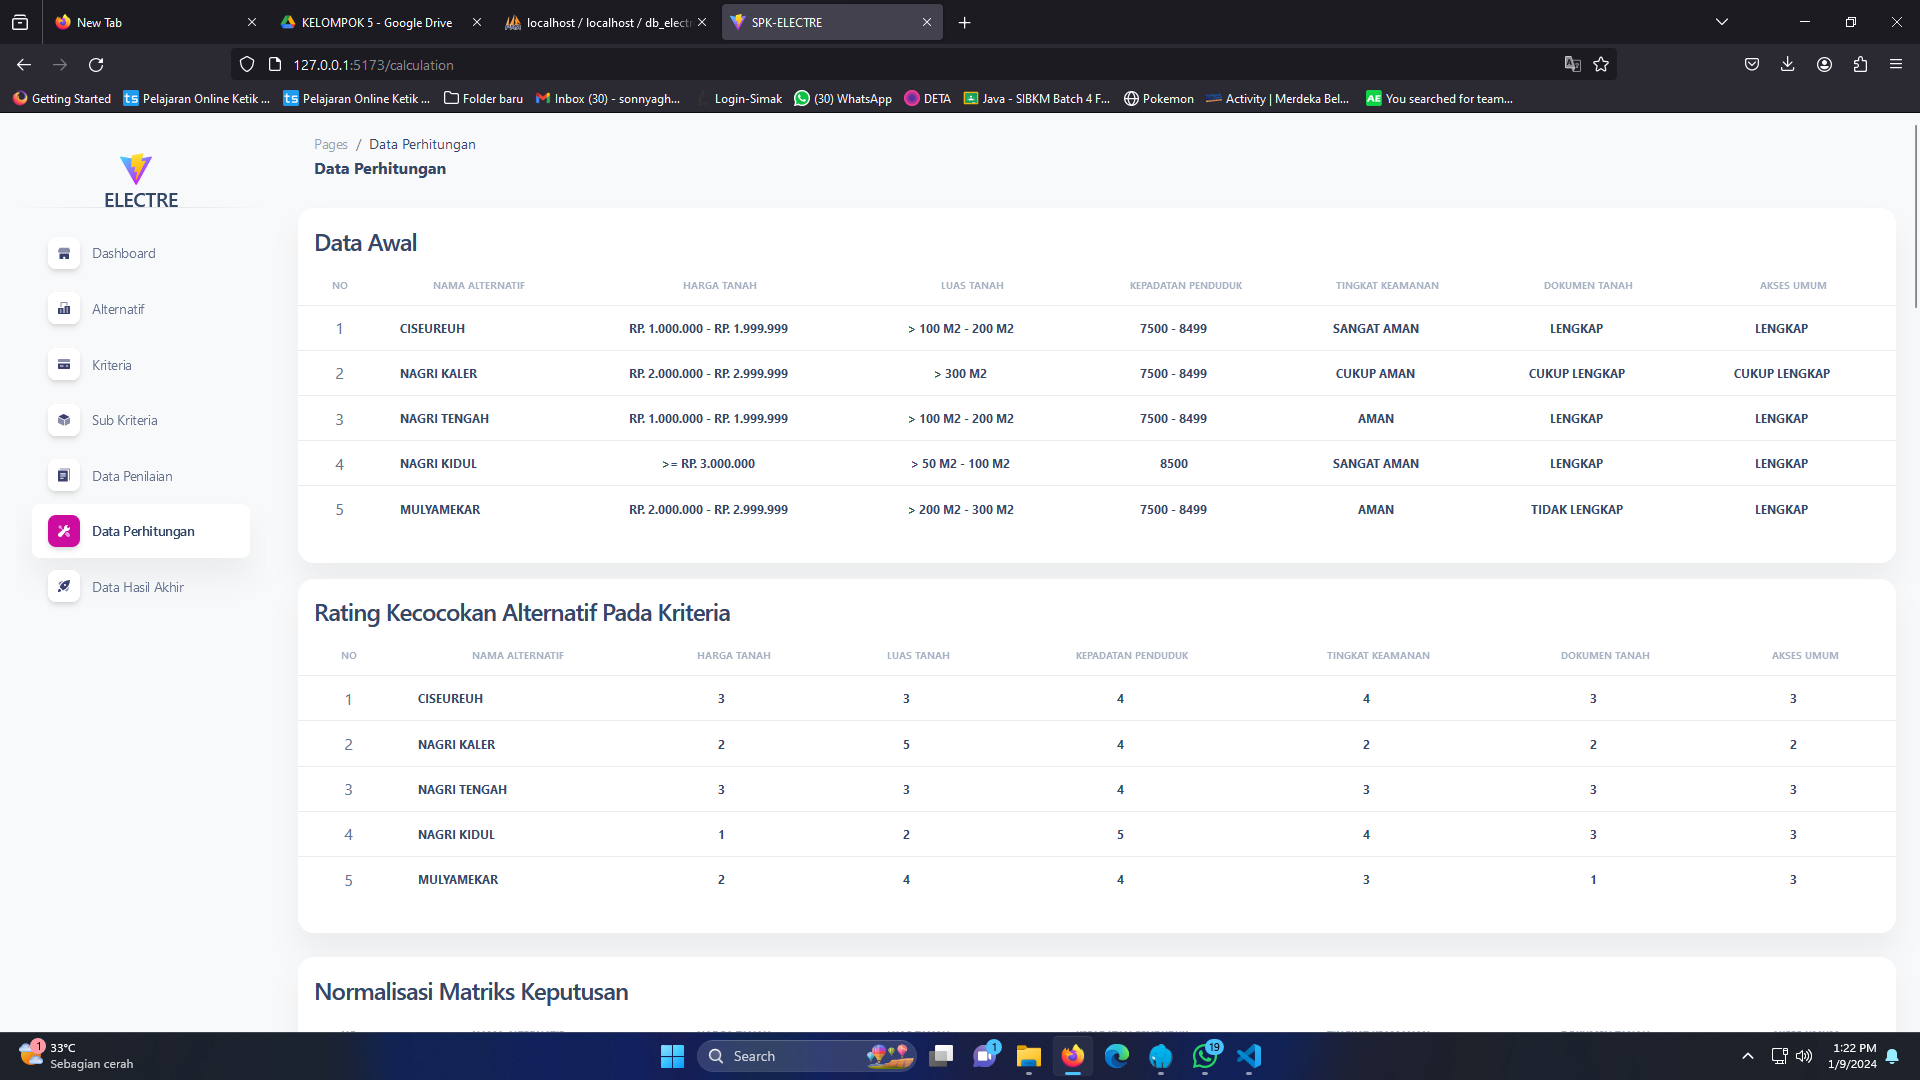 New Tab
KELOMPOK 5 - Google Drive
localhost / localhost / db_electr
SPK-ELECTRE
127.0.0.1:5173/calculation
Getting Started
ts Pelajaran Online Ketik ...
ts Pelajaran Online Ketik ...
Folder baru
Inbox (30) - sonnyagh...
Login-Simak
(30) WhatsApp
DETA
Java - SIBKM Batch 4 F...
Pokemon
Activity | Merdeka Bel...
AE You searched for team...
ELECTRE
Dashboard
Alternatif
Kriteria
Sub Kriteria
Data Penilaian
Data Perhitungan
Data Hasil Akhir
Pages / Data Perhitungan
Data Perhitungan
Data Awal
NO NAMA ALTERNATIF HARGA TANAH LUAS TANAH KEPADATAN PENDUDUK TINGKAT KEAMANAN DOKUMEN TANAH AKSES UMUM
1 CISEUREUH RP. 1.000.000 - RP. 1.999.999 > 100 M2 - 200 M2 7500 - 8499 SANGAT AMAN LENGKAP LENGKAP
2 NAGRI KALER RP. 2.000.000 - RP. 2.999.999 > 300 M2 7500 - 8499 CUKUP AMAN CUKUP LENGKAP CUKUP LENGKAP
3 NAGRI TENGAH RP. 1.000.000 - RP. 1.999.999 > 100 M2 - 200 M2 7500 - 8499 AMAN LENGKAP LENGKAP
4 NAGRI KIDUL >= RP. 3.000.000 > 50 M2 - 100 M2 8500 SANGAT AMAN LENGKAP LENGKAP
5 MULYAMEKAR RP. 2.000.000 - RP. 2.999.999 > 200 M2 - 300 M2 7500 - 8499 AMAN TIDAK LENGKAP LENGKAP
Rating Kecocokan Alternatif Pada Kriteria
NO NAMA ALTERNATIF HARGA TANAH LUAS TANAH KEPADATAN PENDUDUK TINGKAT KEAMANAN DOKUMEN TANAH AKSES UMUM
1 CISEUREUH 3 3 4 4 3 3
2 NAGRI KALER 2 5 4 2 2 2
3 NAGRI TENGAH 3 3 4 3 3 3
4 NAGRI KIDUL 1 2 5 4 3 3
5 MULYAMEKAR 2 4 4 3 1 3
Normalisasi Matriks Keputusan
1
33°C
Sebagian cerah
Search
1
19
1:22 PM
1/9/2024